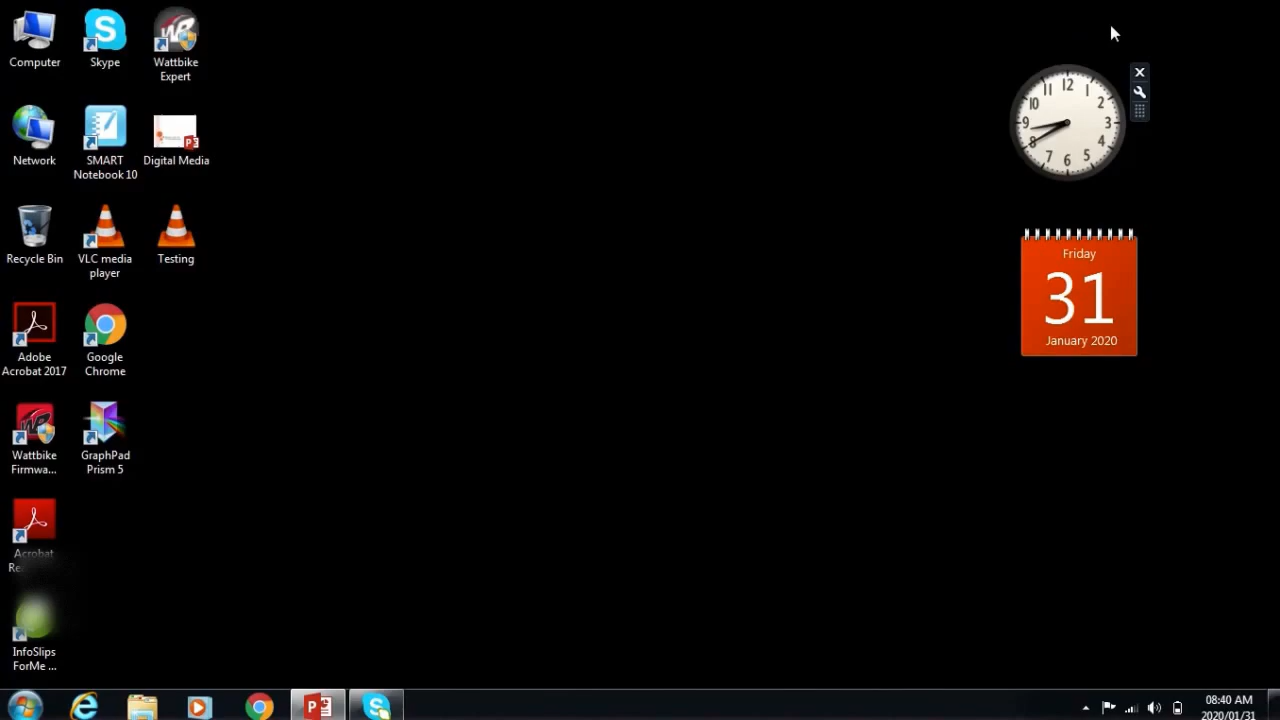 Computer
Skype
Wattbike
Expert
Network
SMART
Notebook 10
Digital Media
Recycle Bin
VLC media
player
Testing
Adobe
Acrobat 2017
Google
Chrome
Wattbike
Firmwa...
GraphPad
Prism 5
Acrobat
InfoSlips
ForMe ...
12
1
2
3
4
5
6
7
8
9
10
11
Friday
31
January 2020
08:40 AM
2020/01/31